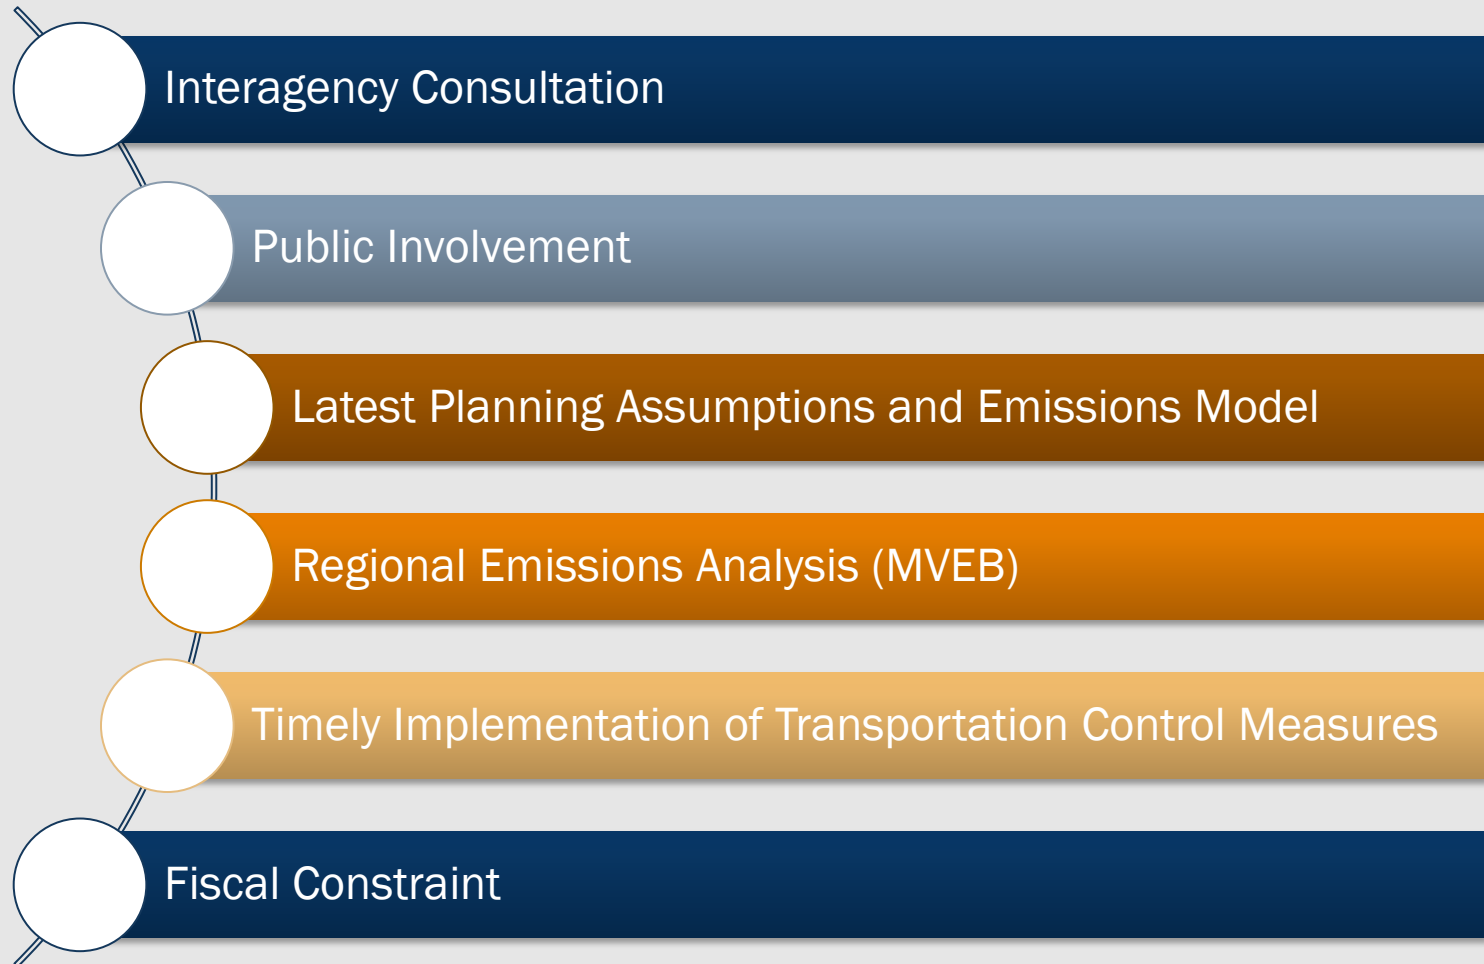 Interagency Consultation
Public Involvement
Latest Planning Assumptions and Emissions Model
Regional Emissions Analysis (MVEB)
Timely Implementation of Transportation Control Measures
Fiscal Constraint